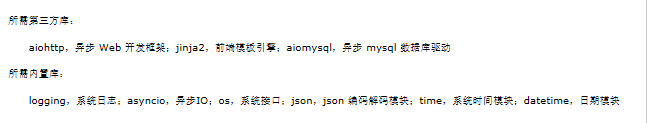 所需第三方库：
aiohttp，异步 Web 开发框架；jinja2，前端模板引擎；aiomysql，异步 mysql 数据库驱动
所需内置库：
logging，系统日志；asyncio，异步IO；os，系统接口；json，json 编码解码模块；time，系统时间模块；datetime，日期模块